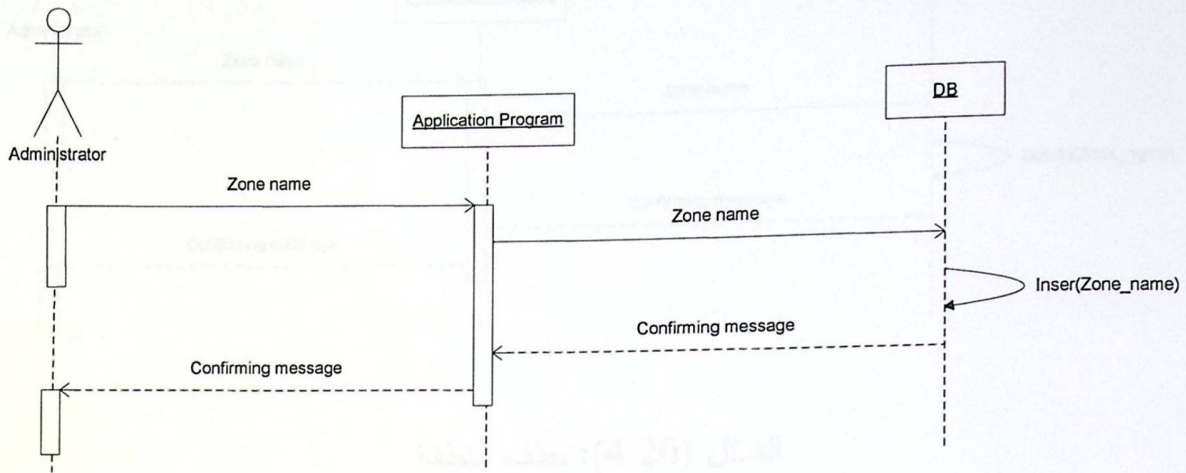 Administrator
Application Program
DB
Zone name
Zone name
Inser(Zone_name)
Confirming message
Confirming message